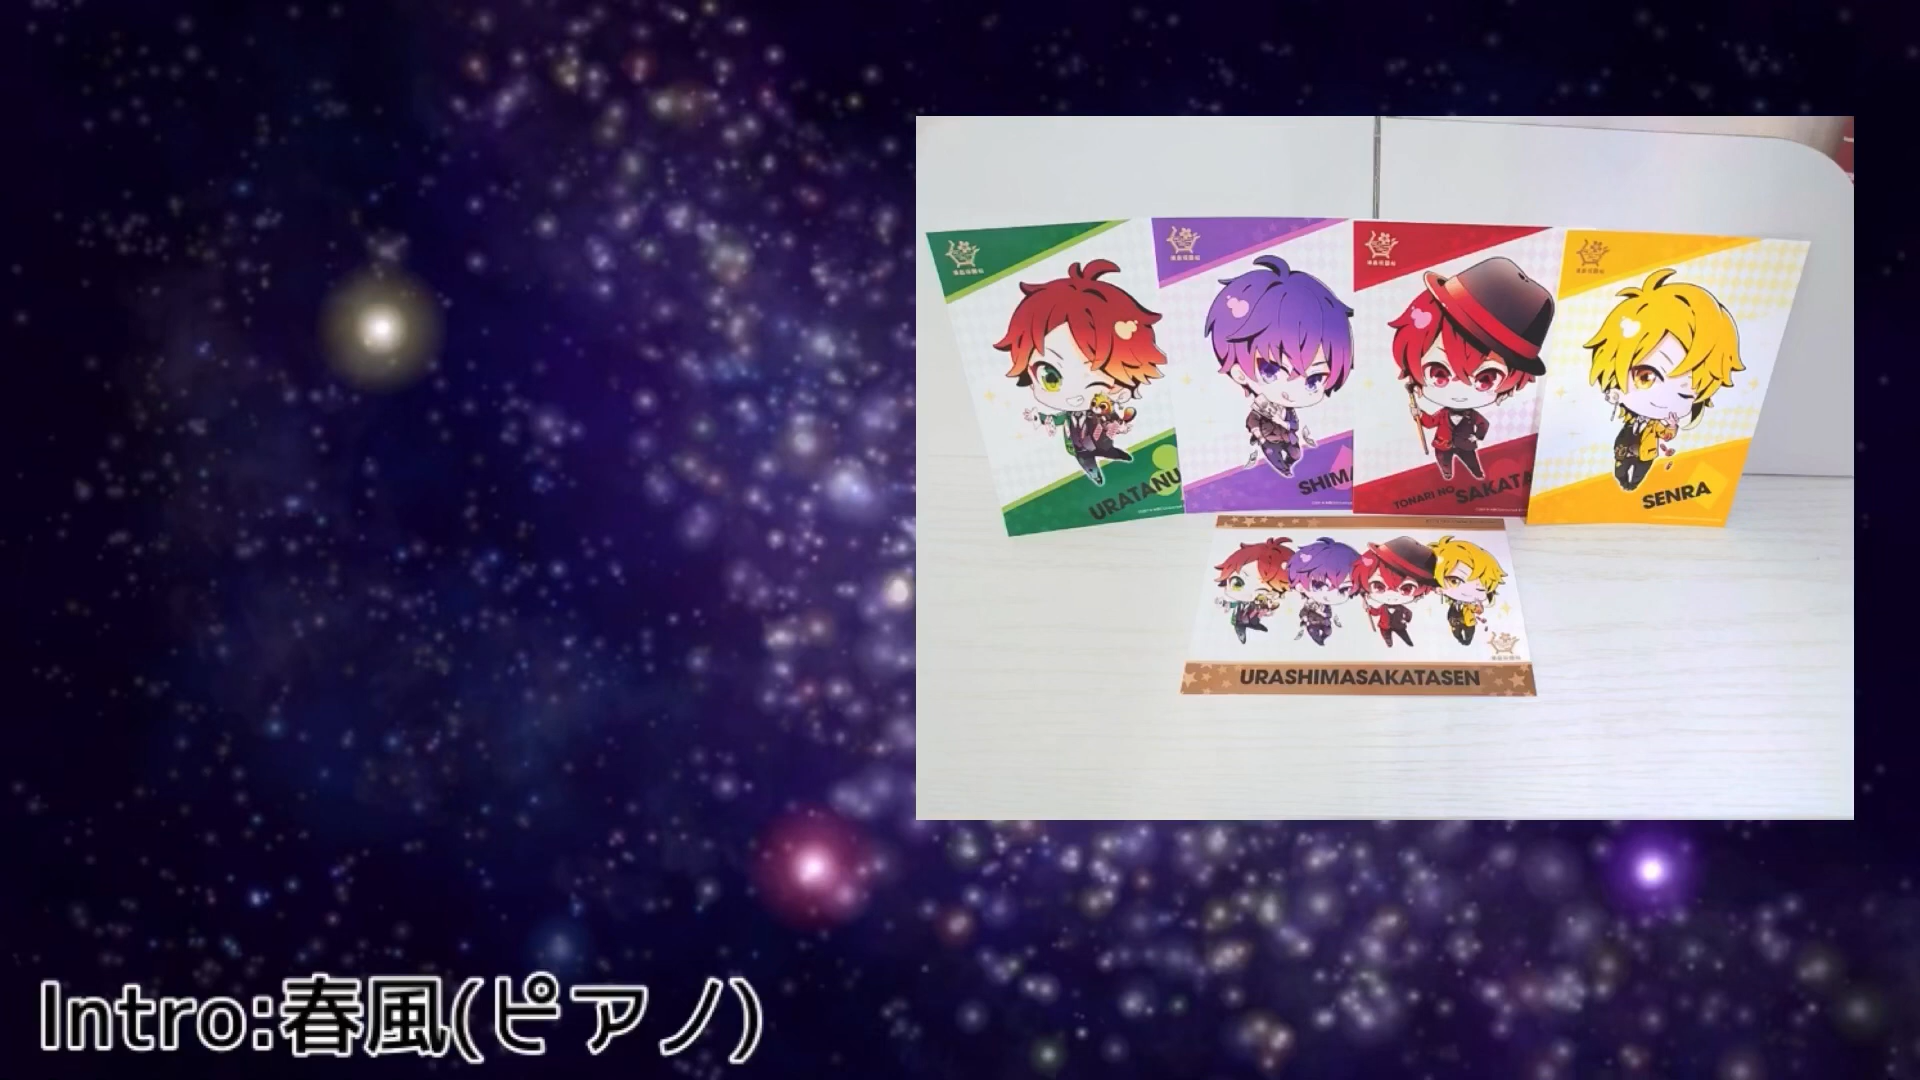 URATANU
SHIMA
TONARI NO SAKATA
SENRA
URASHIMASAKATASEN
Intro:春風(ピアノ)